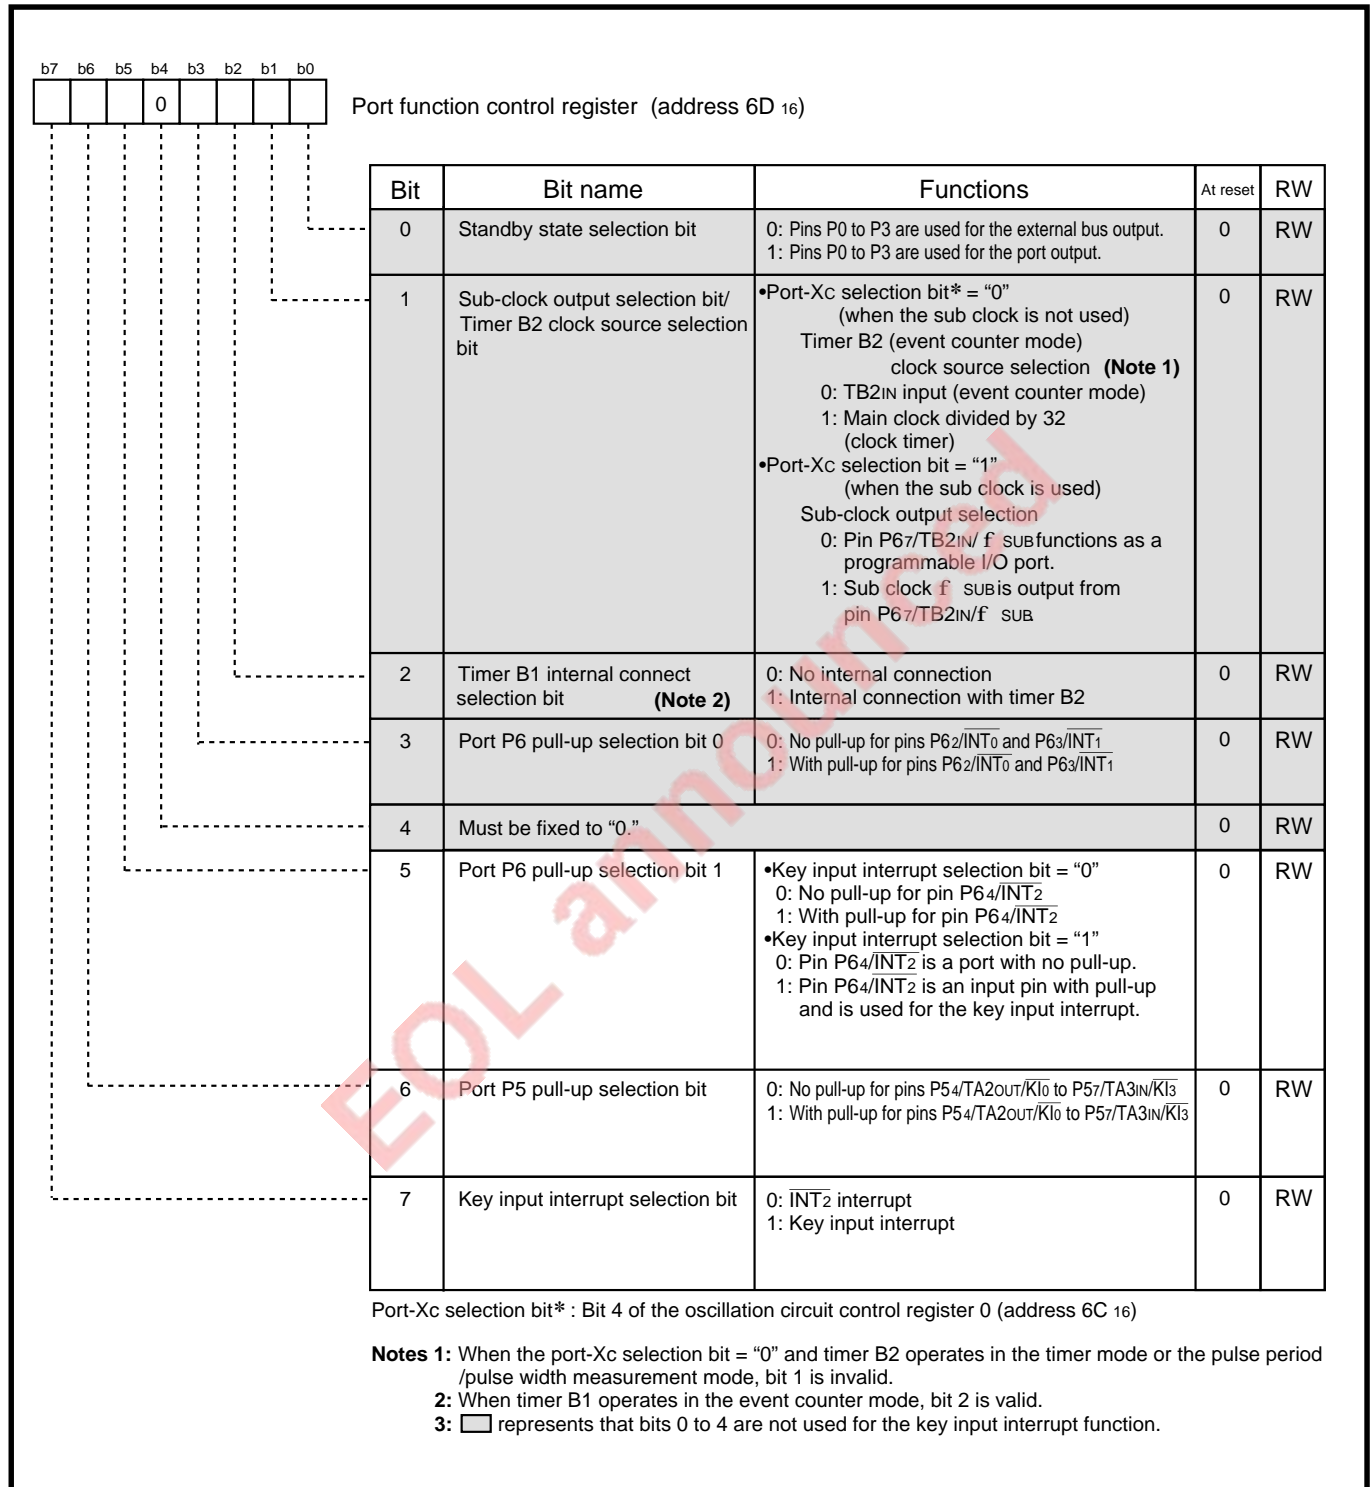 b7 b6 b5 b4 b3 b2 b1 b0
0
Port function control register (address 6D 16)
Bit Bit name Functions At reset RW
0 Standby state selection bit 0: Pins P0 to P3 are used for the external bus output. 0 RW
1: Pins P0 to P3 are used for the port output.
1 Sub-clock output selection bit/ •Port-XC selection bit* = “0” 0 RW
Timer B2 clock source selection (when the sub clock is not used)
bit Timer B2 (event counter mode)
clock source selection (Note 1)
0: TB2IN input (event counter mode)
1: Main clock divided by 32
(clock timer)
•Port-XC selection bit = “1”
(when the sub clock is used)
Sub-clock output selection
0: Pin P67/TB2IN/ f SUB functions as a
programmable I/O port.
1: Sub clock f SUB is output from
pin P67/TB2IN/f SUB.
2 Timer B1 internal connect 0: No internal connection 0 RW
selection bit (Note 2) 1: Internal connection with timer B2
3 Port P6 pull-up selection bit 0 0: No pull-up for pins P62/INT0 and P63/INT1 0 RW
1: With pull-up for pins P62/INT0 and P63/INT1
4 Must be fixed to “0.” 0 RW
5 Port P6 pull-up selection bit 1 •Key input interrupt selection bit = “0” 0 RW
0: No pull-up for pin P64/INT2
1: With pull-up for pin P64/INT2
•Key input interrupt selection bit = “1”
0: Pin P64/INT2 is a port with no pull-up.
1: Pin P64/INT2 is an input pin with pull-up
and is used for the key input interrupt.
6 Port P5 pull-up selection bit 0: No pull-up for pins P54/TA2OUT/KI0 to P57/TA3IN/KI3 0 RW
1: With pull-up for pins P54/TA2OUT/KI0 to P57/TA3IN/KI3
7 Key input interrupt selection bit 0: INT2 interrupt 0 RW
1: Key input interrupt
Port-Xc selection bit* : Bit 4 of the oscillation circuit control register 0 (address 6C 16)
Notes 1: When the port-Xc selection bit = “0” and timer B2 operates in the timer mode or the pulse period
/pulse width measurement mode, bit 1 is invalid.
2: When timer B1 operates in the event counter mode, bit 2 is valid.
3: represents that bits 0 to 4 are not used for the key input interrupt function.
EOL announced